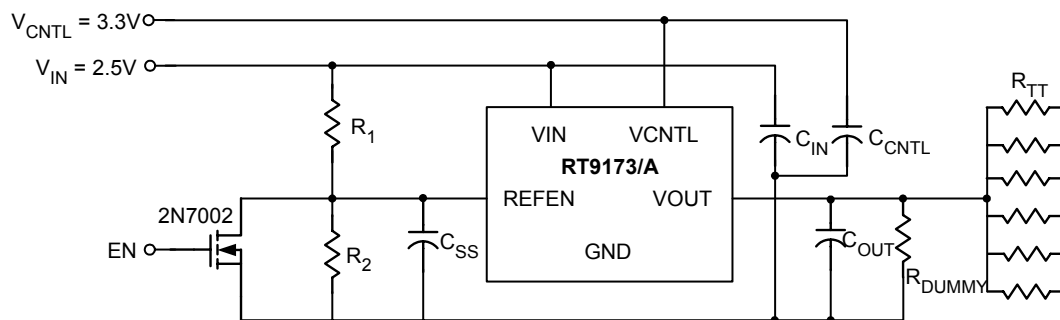 VCNTL = 3.3V
VIN = 2.5V
RTT
R1
VIN VCNTL
CIN
CCNTL
RT9173/A
2N7002
REFEN VOUT
EN
R2
CSS
GND
COUT
RDUMMY